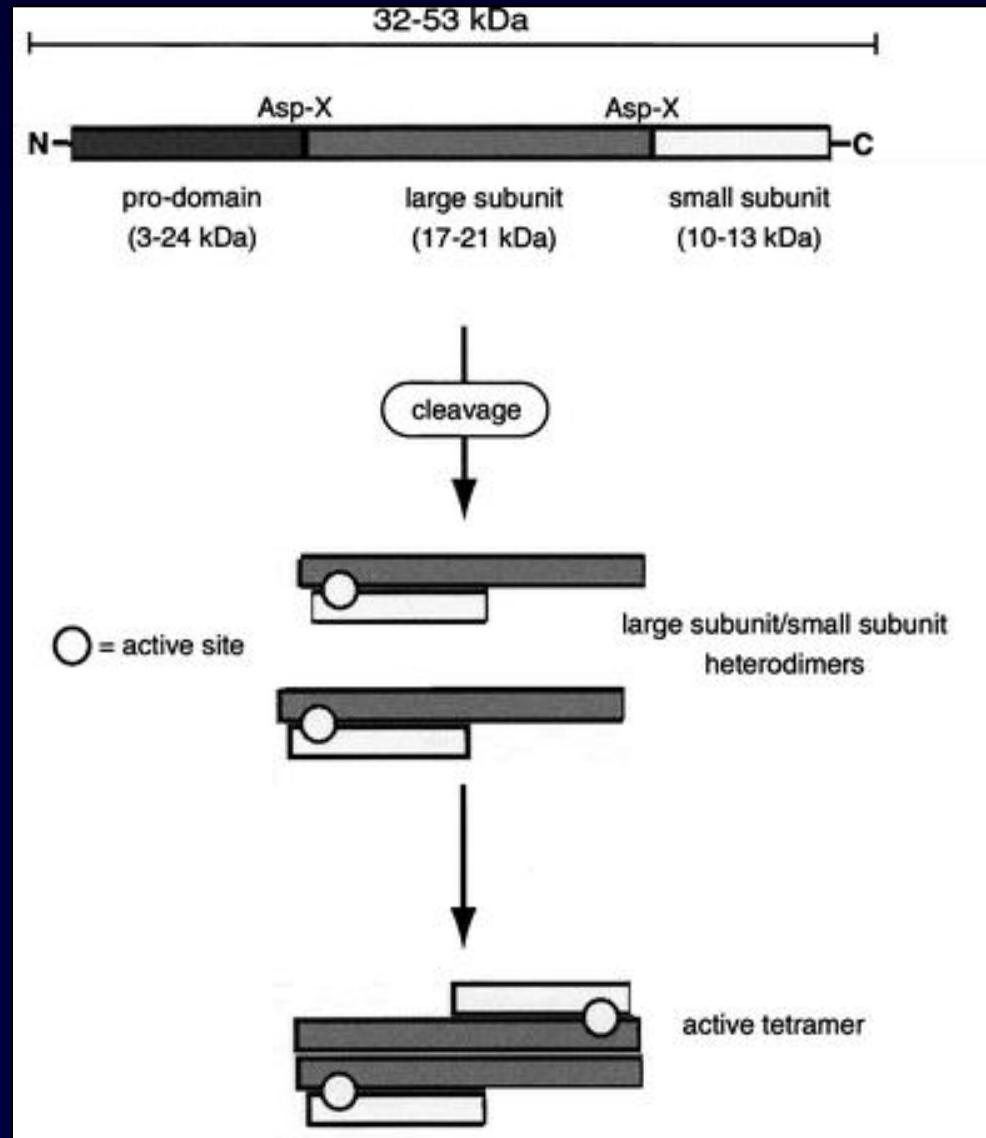 32-53 kDa
Asp-X Asp-X
N C
pro-domain large subunit small subunit
(3-24 kDa) (17-21 kDa) (10-13 kDa)
cleavage
= active site
large subunit/small subunit
heterodimers
active tetramer